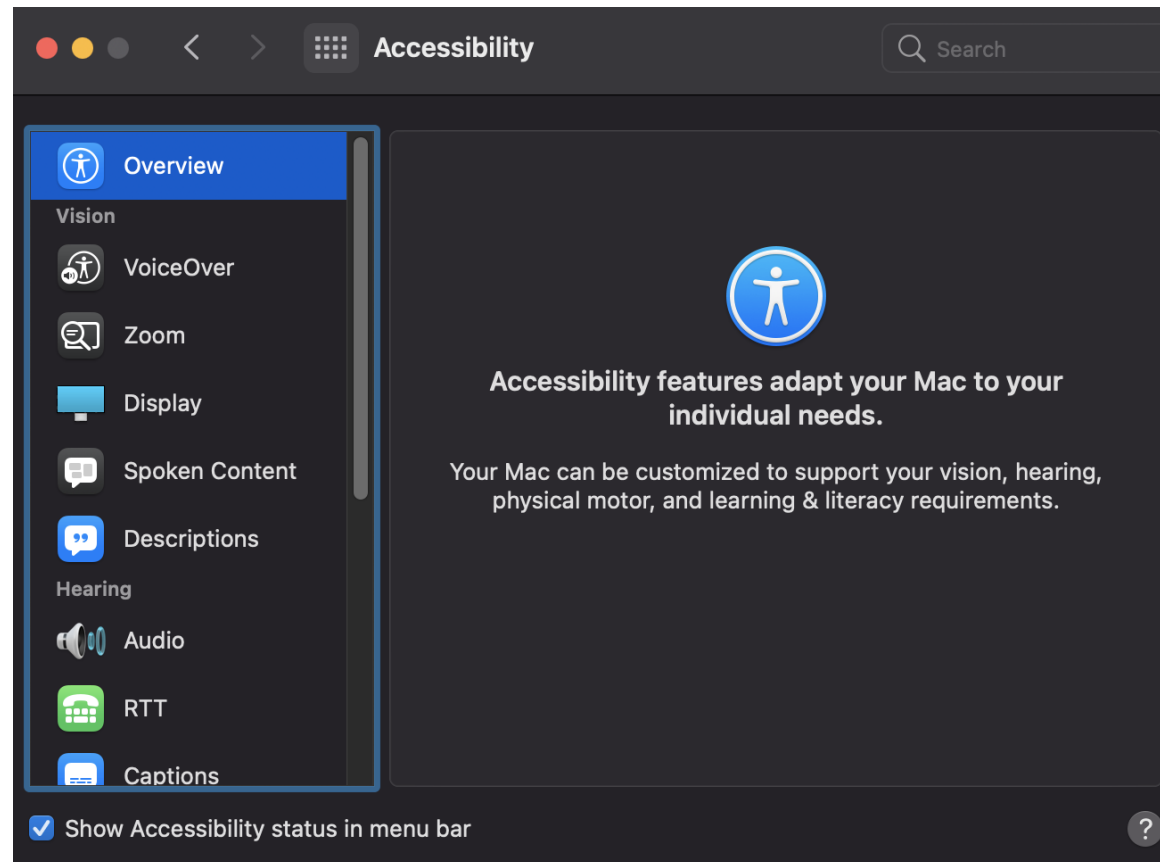 Accessibility
Search
Overview
Vision
VoiceOver
Zoom
Display
Spoken Content
Descriptions
Hearing
Audio
RTT
Captions
Accessibility features adapt your Mac to your
individual needs.
Your Mac can be customized to support your vision, hearing,
physical motor, and learning & literacy requirements.
Show Accessibility status in menu bar
?